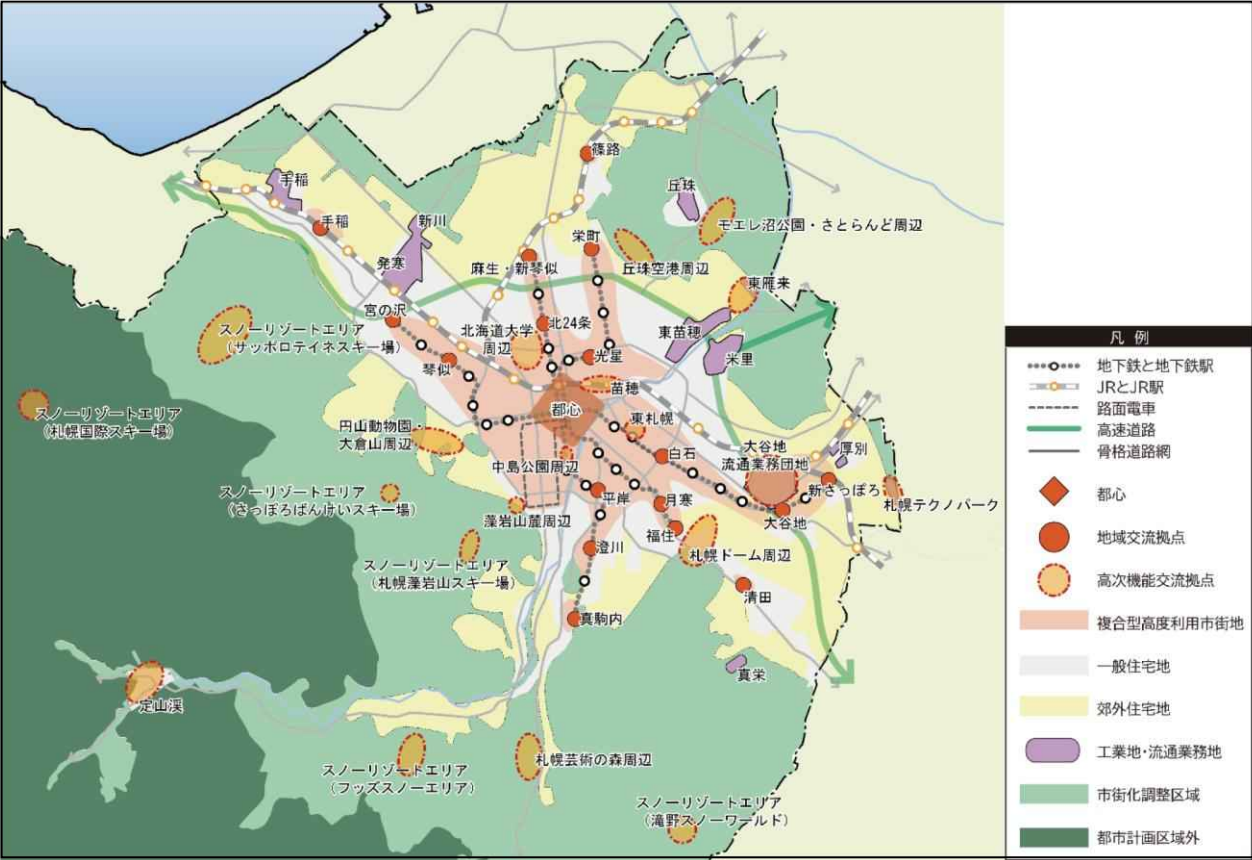 篠路
手稲
丘珠
手稲
新川
モエレ沼公園・さとらんど周辺
栄町
発寒
麻生・新琴似
丘珠空港周辺
東雁来
宮の沢
スノーリゾートエリア
(サッポロテイネスキー場)
北海道大学
周辺
北24条
東苗穂
光星
米里
琴似
苗穂
都心
スノーリゾートエリア
(札幌国際スキー場)
円山動物園
大倉山周辺
東札幌
白石
大谷地
流通業務団地
厚別
中島公園周辺
新さっぽろ
札幌テクノパーク
スノーリゾートエリア
(さっぽろばんけいスキー場)
平岸
月寒
大谷地
藻岩山麓周辺
福住
澄川
札幌ドーム周辺
スノーリゾートエリア
(札幌藻岩山スキー場)
清田
真駒内
真栄
定山渓
スノーリゾートエリア
(フッズスノーエリア)
札幌芸術の森周辺
スノーリゾートエリア
(滝野スノーワールド)
凡例
地下鉄と地下鉄駅
JRとJR駅
路面電車
高速道路
骨格道路網
都心
地域交流拠点
高次機能交流拠点
複合型高度利用市街地
一般住宅地
郊外住宅地
工業地・流通業務地
市街化調整区域
都市計画区域外